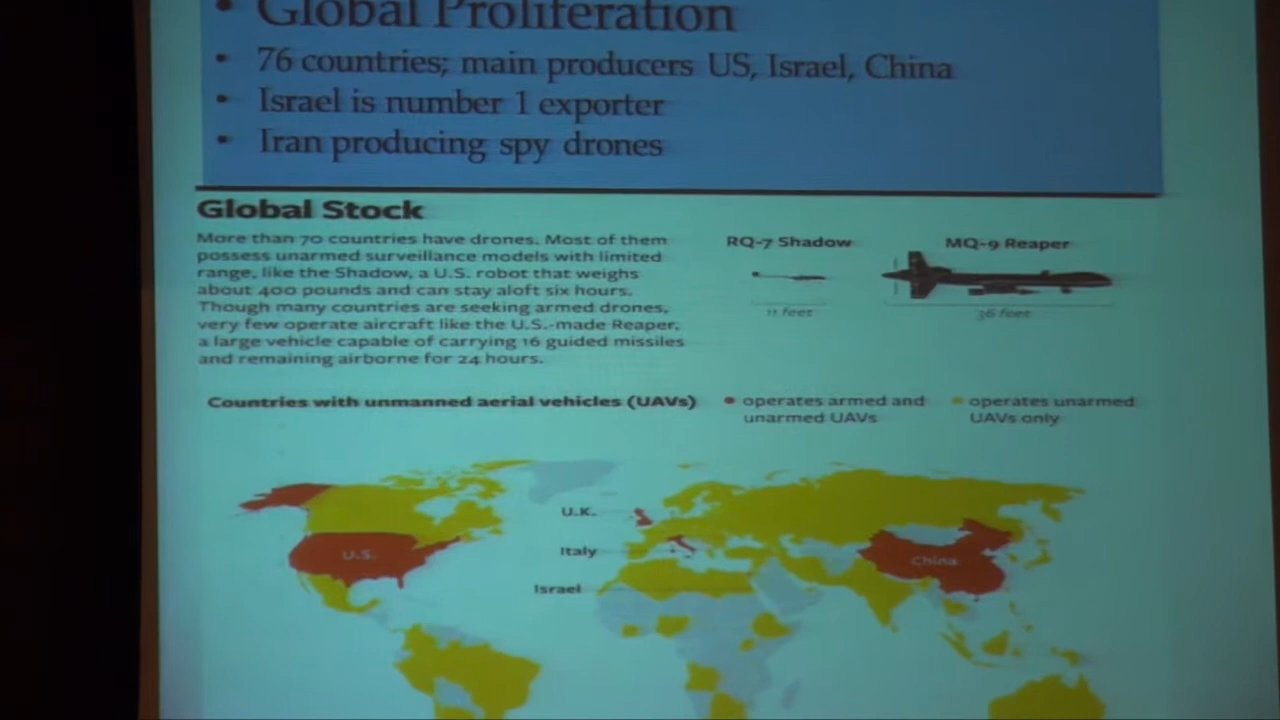 • Global Proliferation
• 76 countries; main producers US, Israel, China
• Israel is number 1 exporter
• Iran producing spy drones
Global Stock
More than 70 countries have drones. Most of them
possess unarmed surveillance models with limited
range, like the Shadow, a U.S. robot that weighs
about 400 pounds and can stay aloft six hours.
Though many countries are seeking armed drones,
very few operate aircraft like the U.S.-made Reaper,
a large vehicle capable of carrying 16 guided missiles
and remaining airborne for 24 hours.
RQ-7 Shadow
11 feet
MQ-9 Reaper
36 feet
Countries with unmanned aerial vehicles (UAVs)
operates armed and
unarmed UAVs
operates unarmed
UAVs only
U.K.
Italy
Israel
U.S.
China